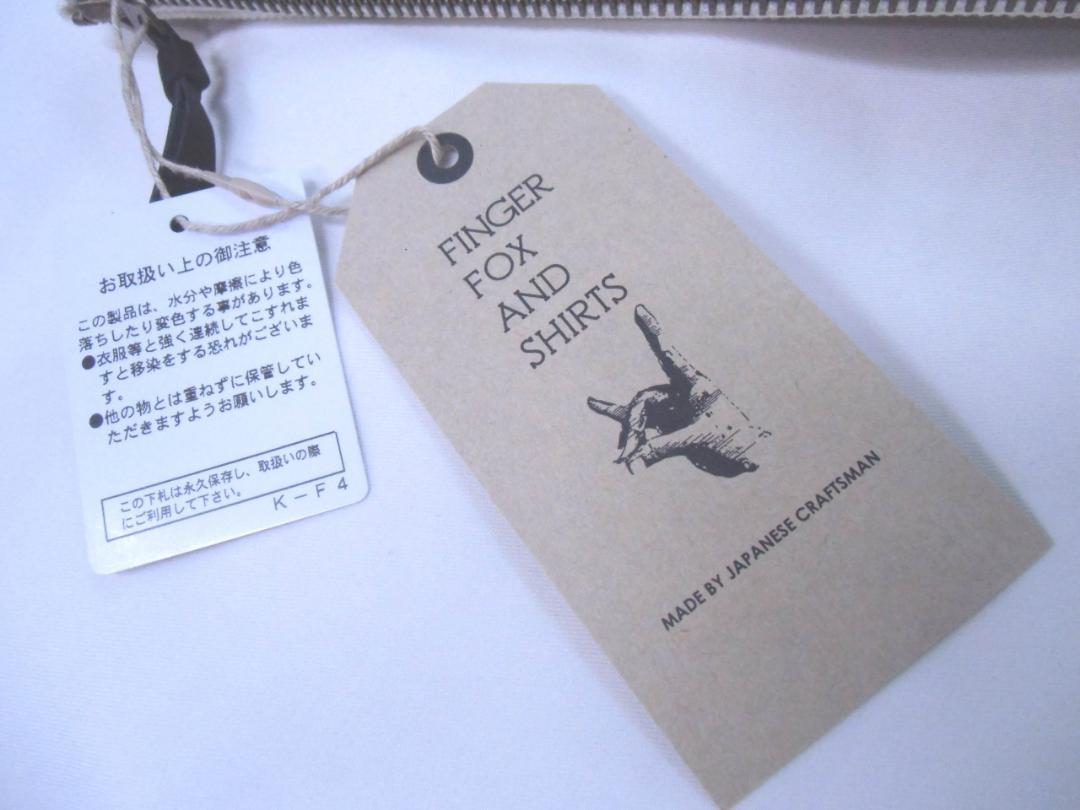 お取扱い上の御注意
この製品は、水分や摩擦により色
落ちしたり変色する事があります。
●衣服等と強く連続してこすれま
すと移染をする恐れがございま
す。
●他の物とは重ねずに保管してい
ただきますようお願いします。
この下札は永久保存し、取扱いの際
にご利用して下さい。
K－F4
FINGER
FOX
AND
SHIRTS
MADE BY JAPANESE CRAFTSMAN